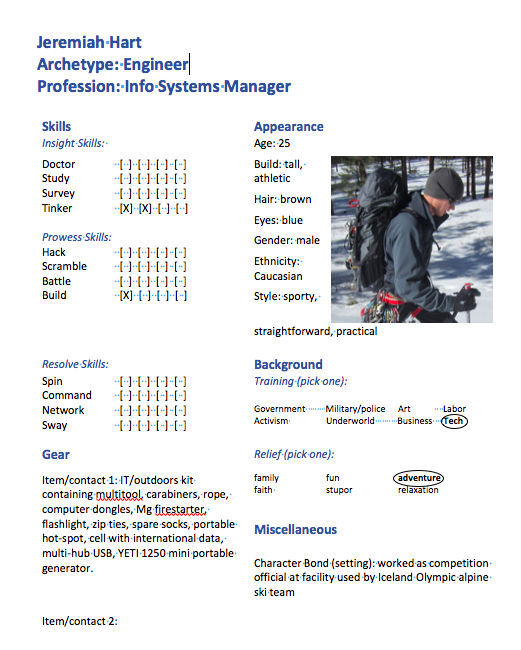 Jeremiah Hart
Archetype: Engineer
Profession: Info Systems Manager
Skills
Insight Skills:
Doctor [ ] [ ] [ ] [ ] [ ]
Study [ ] [ ] [ ] [ ] [ ]
Survey [ ] [ ] [ ] [ ] [ ]
Tinker [X] [X] [ ] [ ] [ ]
Prowess Skills:
Hack [ ] [ ] [ ] [ ] [ ]
Scramble [ ] [ ] [ ] [ ] [ ]
Battle [ ] [ ] [ ] [ ] [ ]
Build [X] [ ] [ ] [ ] [ ]
Resolve Skills:
Spin [ ] [ ] [ ] [ ] [ ]
Command [ ] [ ] [ ] [ ] [ ]
Network [ ] [ ] [ ] [ ] [ ]
Sway [ ] [ ] [ ] [ ] [ ]
Gear
Item/contact 1: IT/outdoors kit
containing multitool, carabiners, rope,
computer dongles, Mg firestarter,
flashlight, zip ties, spare socks, portable
hot-spot, cell with international data,
multi-hub USB, YETI 1250 mini portable
generator.
Item/contact 2:
Appearance
Age: 25
Build: tall,
athletic
Hair: brown
Eyes: blue
Gender: male
Ethnicity:
Caucasian
Style: sporty,
straightforward, practical
Background
Training (pick one):
Government Military/police Art Labor
Activism Underworld Business Tech
Relief (pick one):
family fun adventure
faith stupor relaxation
Miscellaneous
Character Bond (setting): worked as competition
official at facility used by Iceland Olympic alpine
ski team